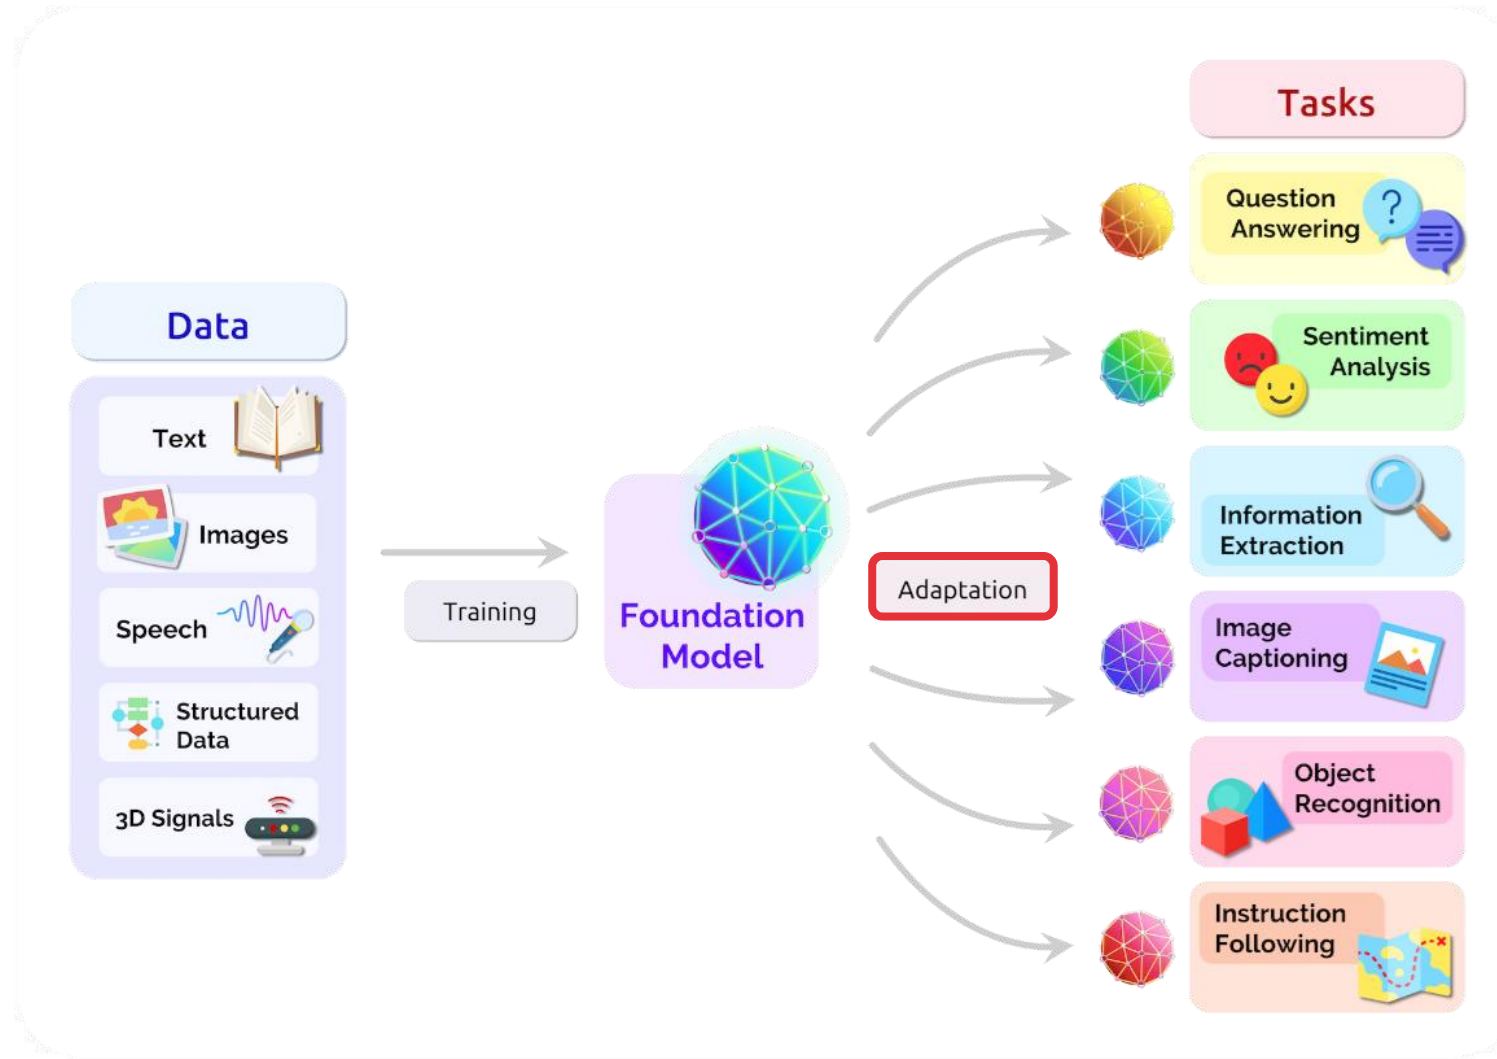 Data
Text
Images
Speech
Structured
Data
3D Signals
Training
Foundation
Model
Adaptation
Tasks
Question
Answering
Sentiment
Analysis
Information
Extraction
Image
Captioning
Object
Recognition
Instruction
Following